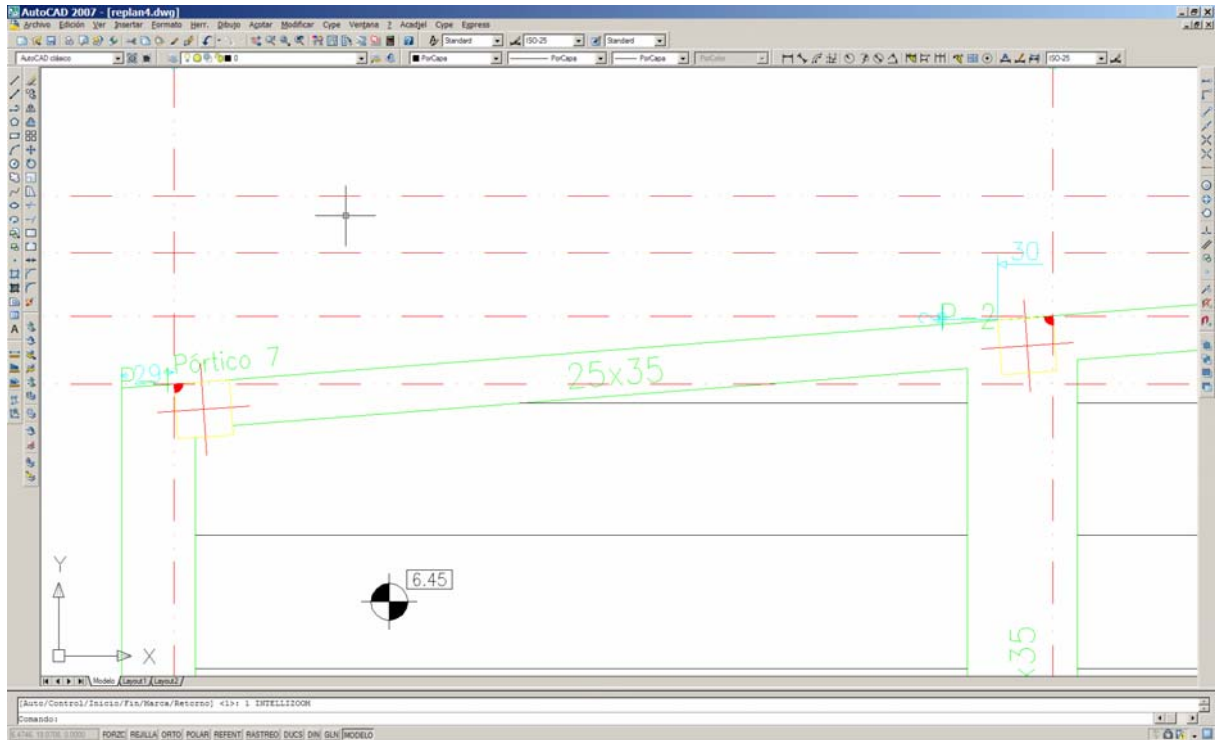 AutoCAD 2007 - [replan4.dwg]
Archivo Edición Ver Insertar Formato Herr. Dibujo Acotar Modificar Cype Ventana ? Acadjel Cype Express
Standard ISO-25 Standard
AutoCAD clásico 0 PorCapa PorCapa PorCapa PorColor ISO-25
30
P_2
Pórtico 7
29
25x35
6.45
Y
X
x35
Modelo Layout1 Layout2
[Auto/Control/Inicio/Fin/Marca/Retorno] <1>: 1 INTELLIZOOM
Comando:
FORZC REJILLA ORTO POLAR REFENT RASTREO DUCS DIN GLN MODELO